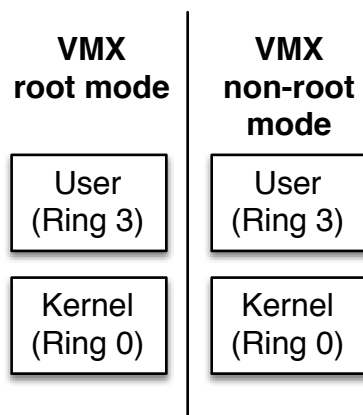 VMX
root mode
User
(Ring 3)
Kernel
(Ring 0)
VMX
non-root
mode
User
(Ring 3)
Kernel
(Ring 0)